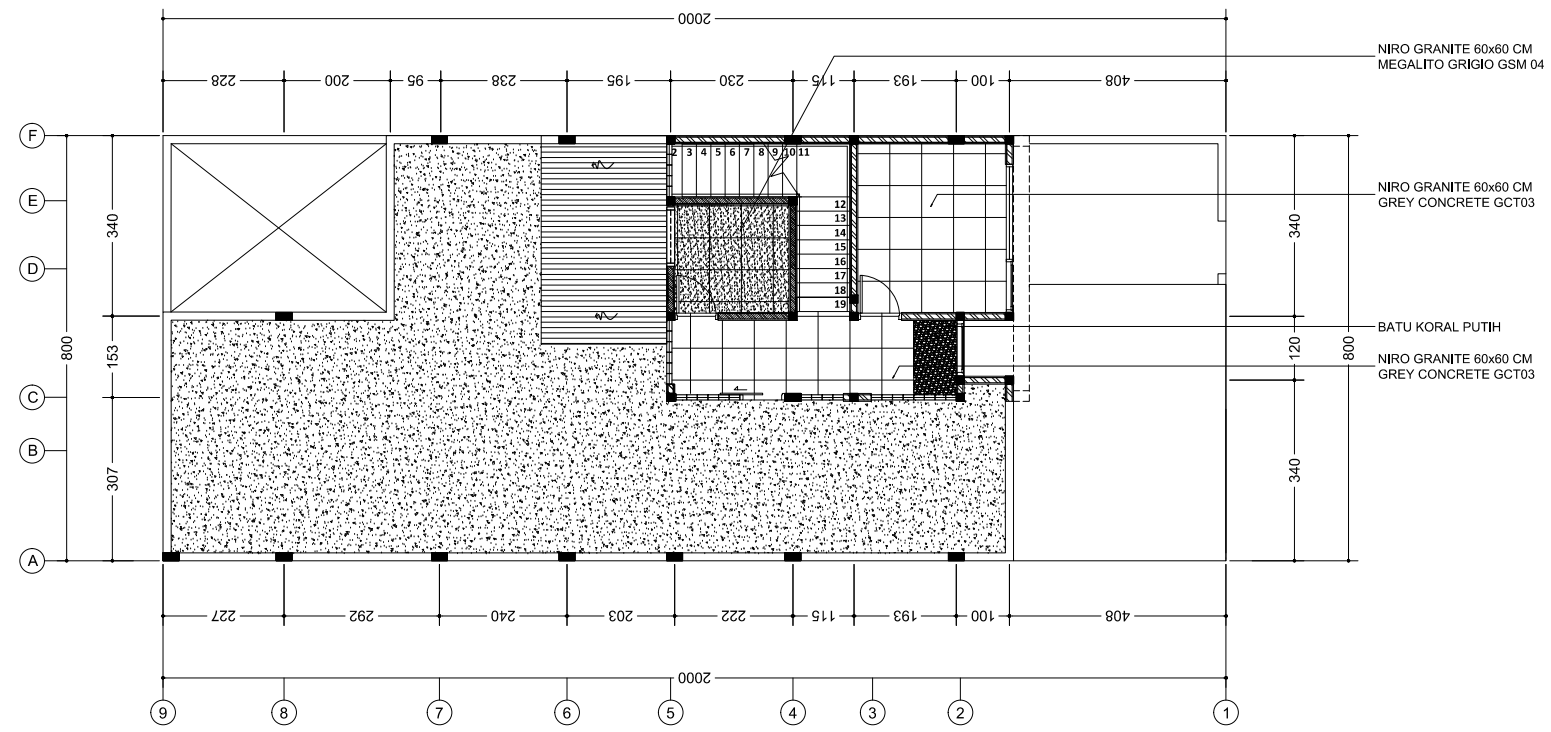 2000
228
200
95
238
195
230
115
193
100
408
NIRO GRANITE 60x60 CM
MEGALITO GRIGIO GSM 04
F
E
D
C
B
A
800
340
153
307
2 3 4 5 6 7 8 9 10 11
12
13
14
15
16
17
18
19
NIRO GRANITE 60x60 CM
GREY CONCRETE GCT03
BATU KORAL PUTIH
NIRO GRANITE 60x60 CM
GREY CONCRETE GCT03
340
120
340
800
227
292
240
203
222
115
193
100
408
2000
9 8 7 6 5 4 3 2 1